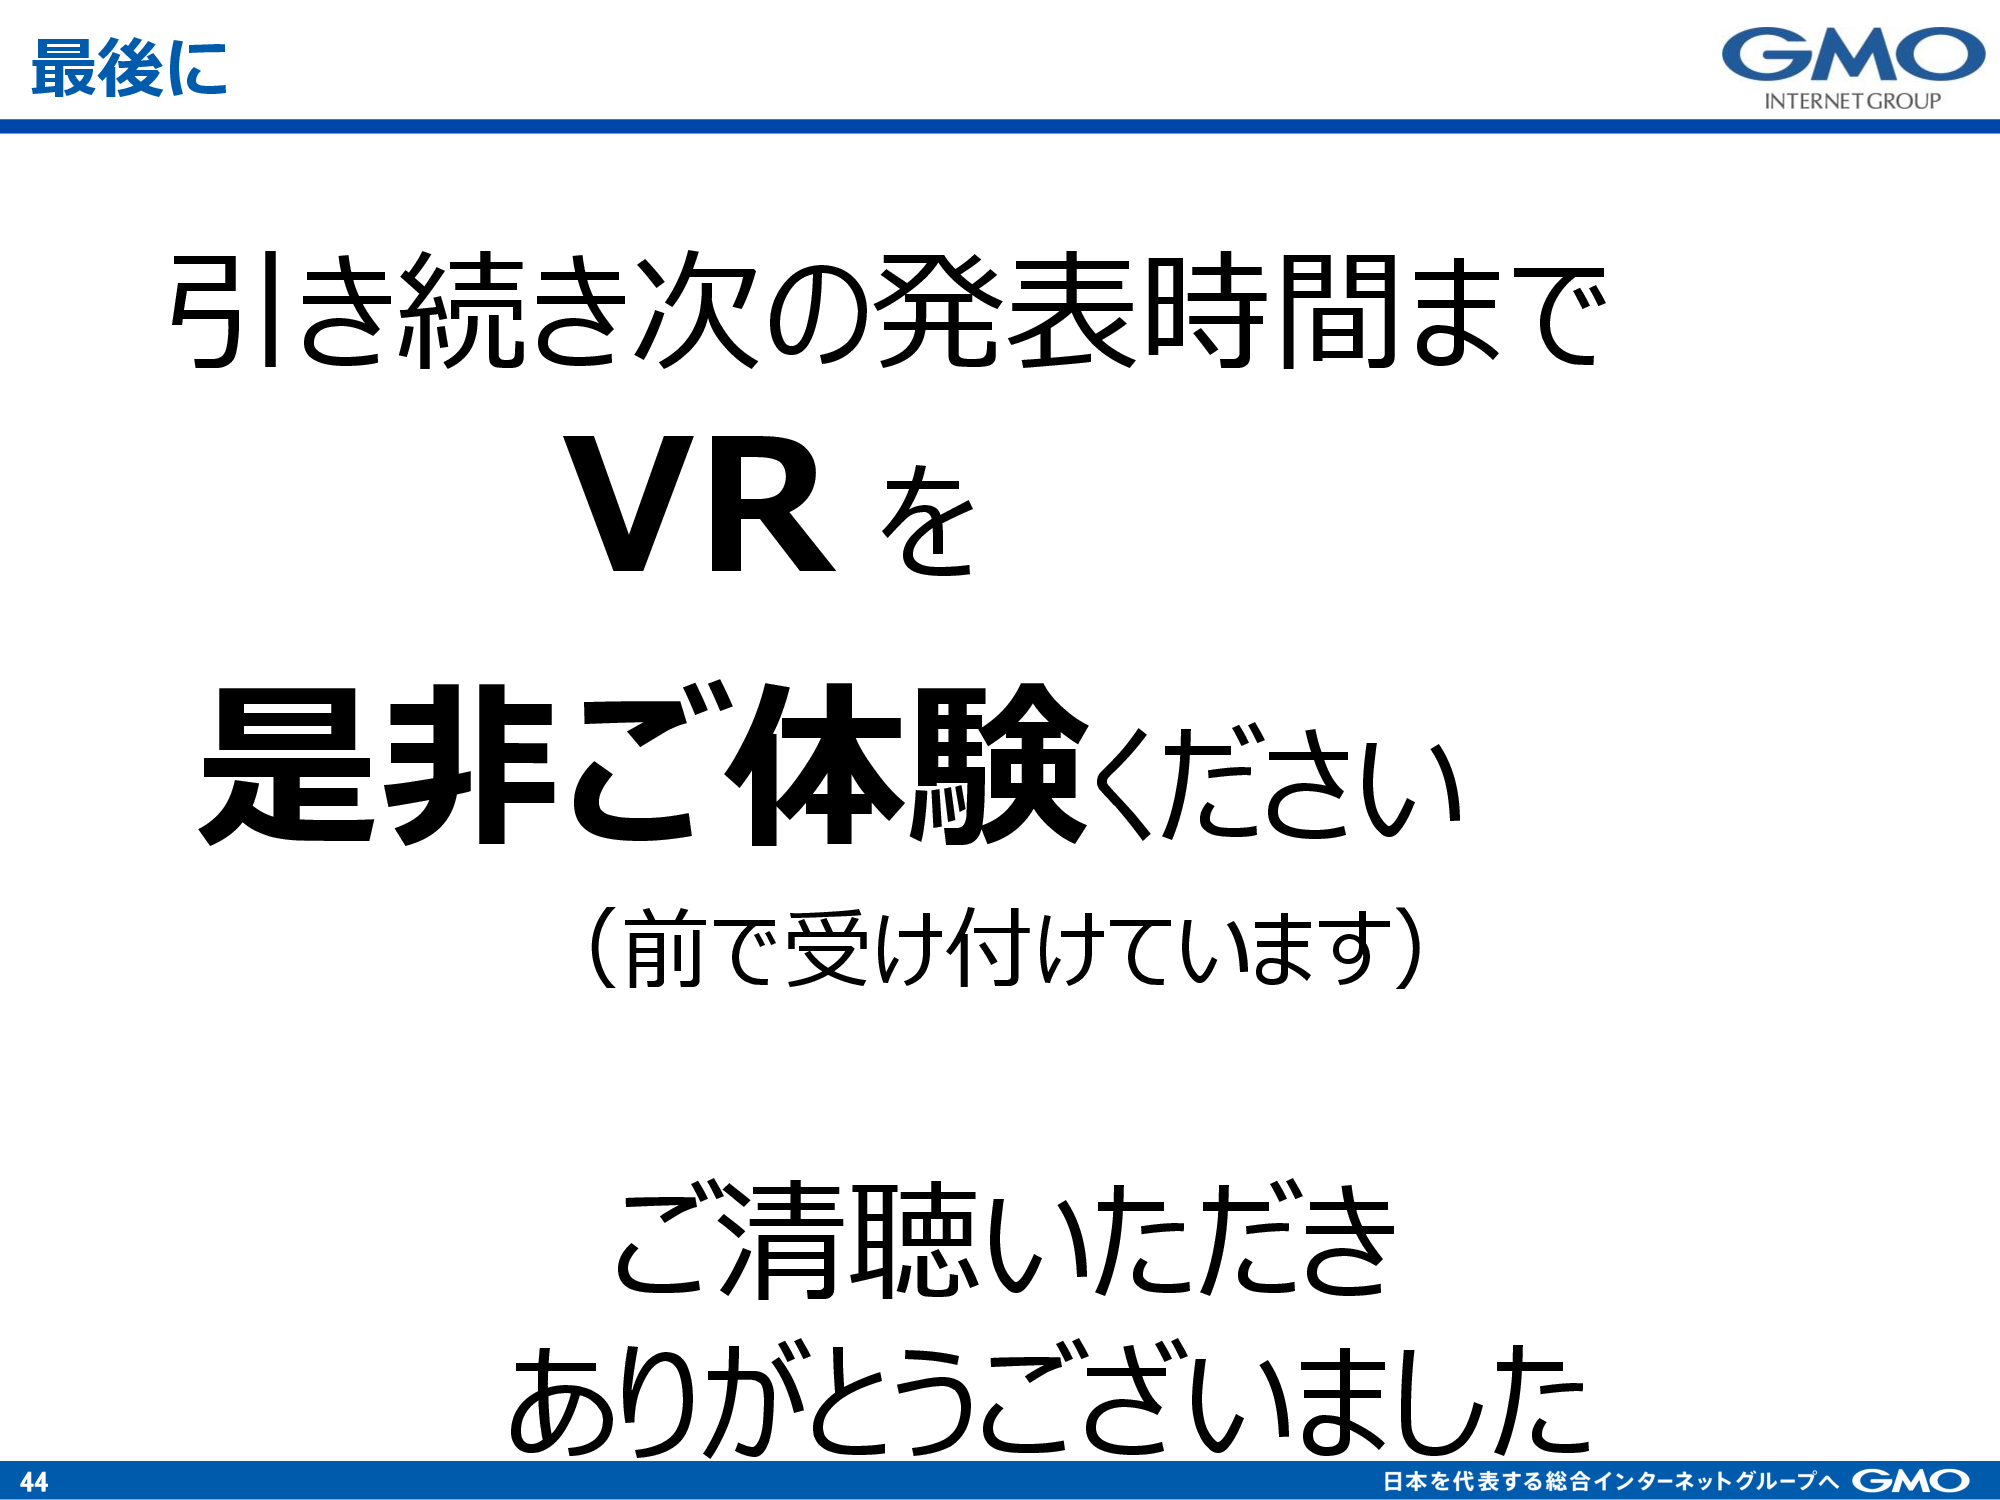 最後に
GMO
INTERNET GROUP
引き続き次の発表時間まで
VR を
是非ご体験ください
（前で受け付けています）
ご清聴いただき
ありがとうございました
44
日本を代表する総合インターネットグループへ GMO